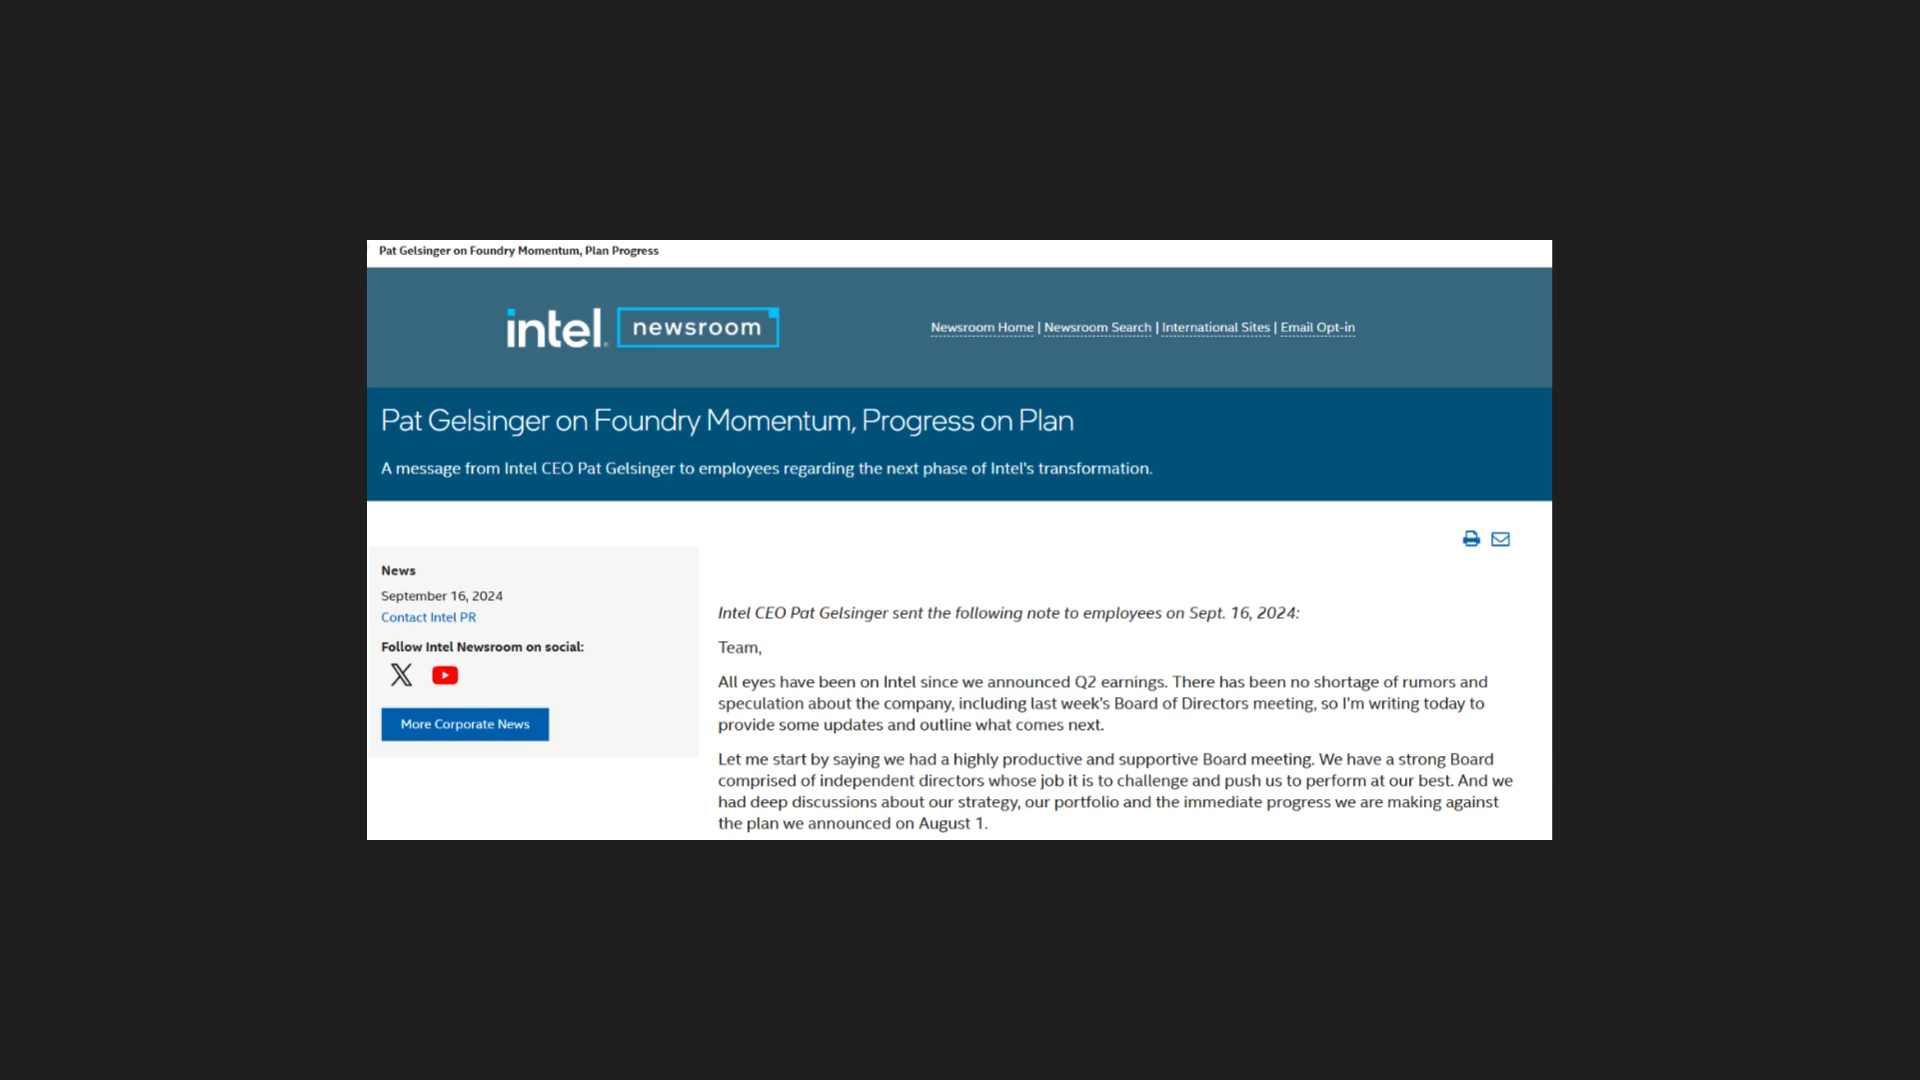 Pat Gelsinger on Foundry Momentum, Plan Progress
intel. newsroom
Newsroom Home | Newsroom Search | International Sites | Email Opt-in
Pat Gelsinger on Foundry Momentum, Progress on Plan
A message from Intel CEO Pat Gelsinger to employees regarding the next phase of Intel's transformation.
News
September 16, 2024
Contact Intel PR
Follow Intel Newsroom on social:
More Corporate News
Intel CEO Pat Gelsinger sent the following note to employees on Sept. 16, 2024:
Team,
All eyes have been on Intel since we announced Q2 earnings. There has been no shortage of rumors and
speculation about the company, including last week's Board of Directors meeting, so I'm writing today to
provide some updates and outline what comes next.
Let me start by saying we had a highly productive and supportive Board meeting. We have a strong Board
comprised of independent directors whose job it is to challenge and push us to perform at our best. And we
had deep discussions about our strategy, our portfolio and the immediate progress we are making against
the plan we announced on August 1.